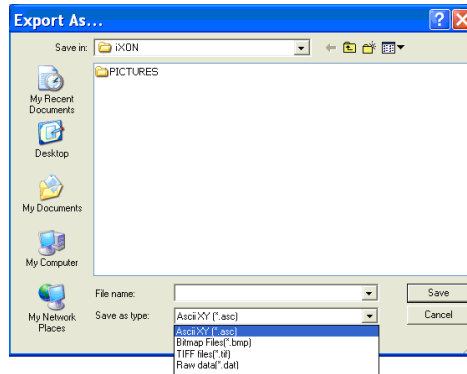 Export As...
Save in:
iXON
PICTURES
My Recent
Documents
Desktop
My Documents
My Computer
My Network
Places
File name:
Save
Save as type:
Ascii XY (*.asc)
Cancel
Ascii XY (*.asc)
Bitmap Files(*.bmp)
TIFF files(*.tif)
Raw data(*.dat)